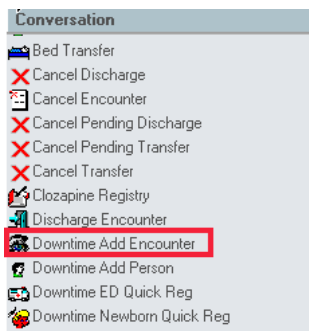 Conversation
Bed Transfer
Cancel Discharge
Cancel Encounter
Cancel Pending Discharge
Cancel Pending Transfer
Cancel Transfer
Clozapine Registry
Discharge Encounter
Downtime Add Encounter
Downtime Add Person
Downtime ED Quick Reg
Downtime Newborn Quick Reg